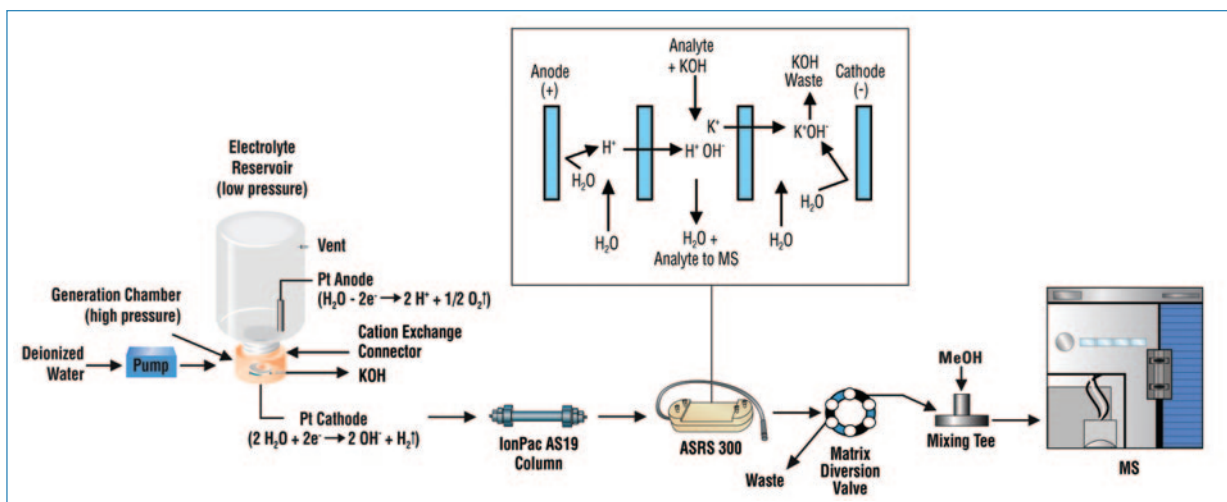 Analyte
+ KOH
KOH
Waste
Anode
(+)
Cathode
(-)
K⁺
K⁺OH⁻
H⁺
H⁺ OH⁻
H₂O
H₂O
H₂O
H₂O
H₂O +
Analyte to MS
Electrolyte
Reservoir
(low pressure)
Vent
Pt Anode
(H₂O - 2e⁻ → 2 H⁺ + 1/2 O₂↑)
Generation Chamber
(high pressure)
Cation Exchange
Connector
Deionized
Water
Pump
KOH
Pt Cathode
(2 H₂O + 2e⁻ → 2 OH⁻ + H₂↑)
IonPac AS19
Column
ASRS 300
Waste
Matrix
Diversion
Valve
MeOH
Mixing Tee
MS